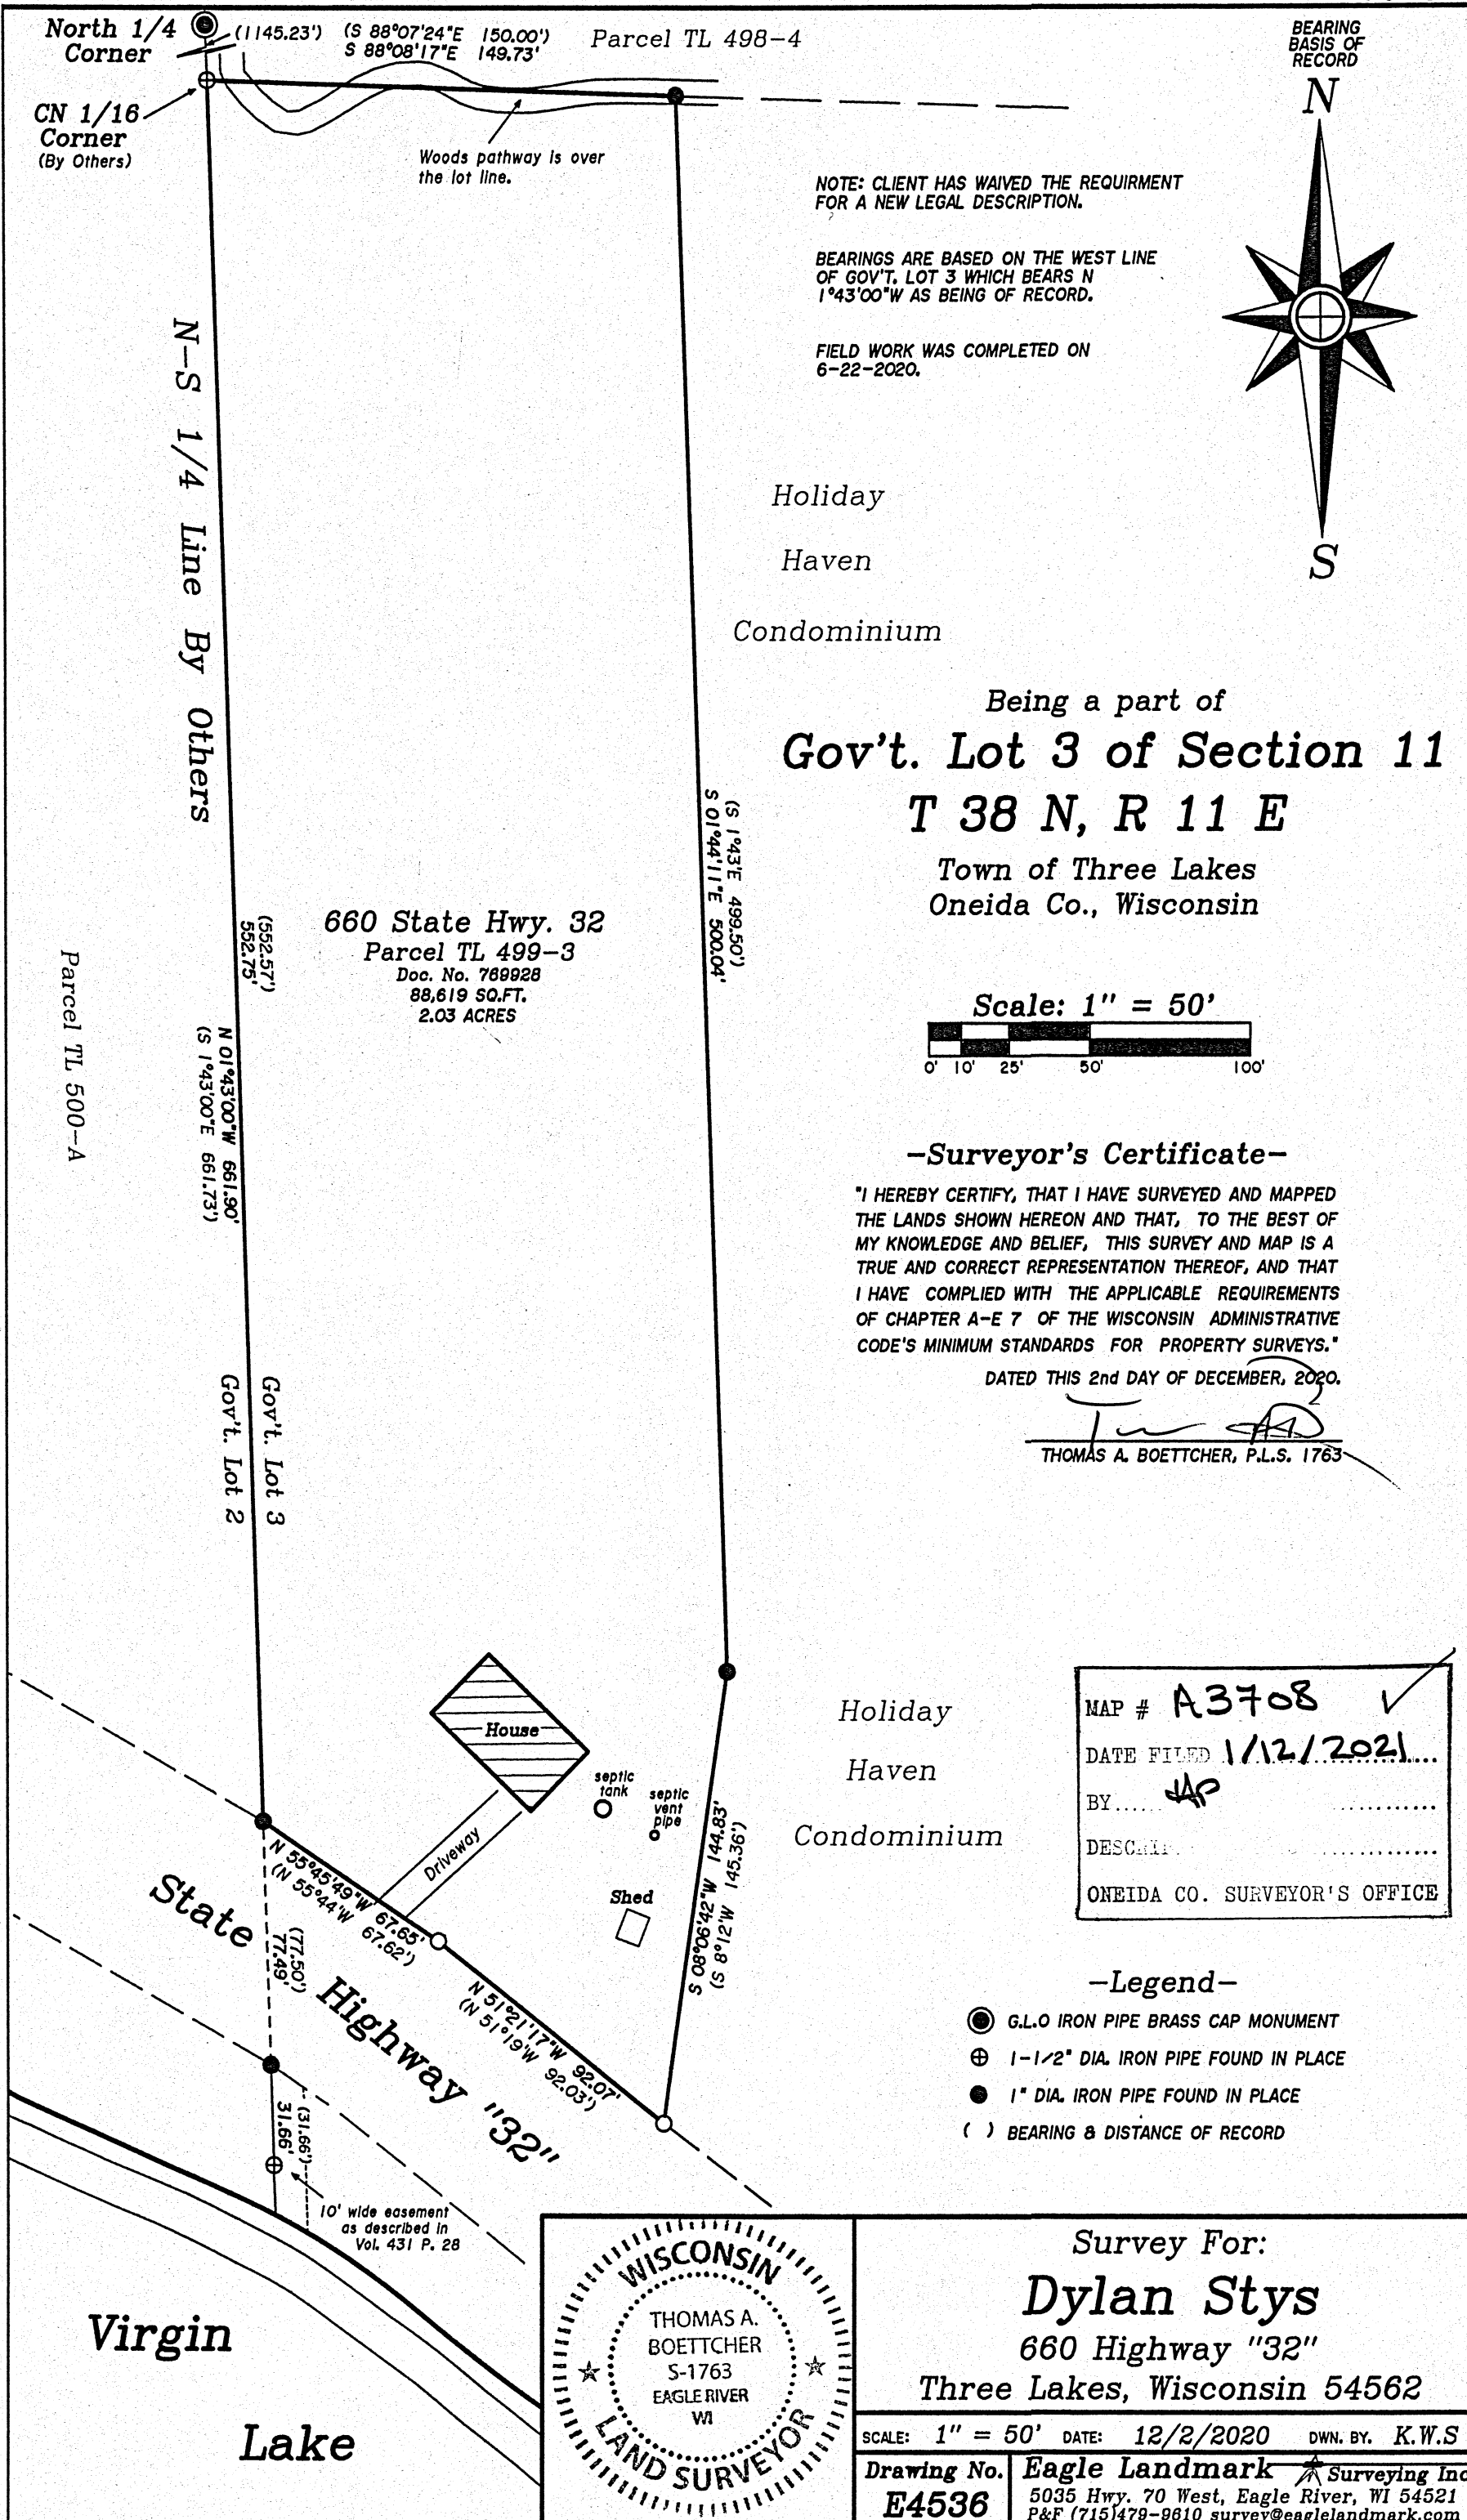 North 1/4
Corner
(1145.23')
(S 88°07'24"E 150.00')
S 88°08'17"E 149.73'
Parcel TL 498-4
CN 1/16
Corner
(By Others)
Woods pathway is over
the lot line.
BEARING
BASIS OF
RECORD
N
S
NOTE: CLIENT HAS WAIVED THE REQUIRMENT
FOR A NEW LEGAL DESCRIPTION.
BEARINGS ARE BASED ON THE WEST LINE
OF GOV'T. LOT 3 WHICH BEARS N
1°43'00"W AS BEING OF RECORD.
FIELD WORK WAS COMPLETED ON
6-22-2020.
N-S 1/4 Line By Others
Holiday
Haven
Condominium
Being a part of
Gov't. Lot 3 of Section 11
T 38 N, R 11 E
Town of Three Lakes
Oneida Co., Wisconsin
(S 1°43'E 499.50')
S 01°44'11"E 500.04'
660 State Hwy. 32
Parcel TL 499-3
Doc. No. 769928
88,619 SQ.FT.
2.03 ACRES
(552.57')
552.75'
Parcel TL 500-A
N 01°43'00"W 661.90'
(S 1°43'00"E 661.73')
Scale: 1" = 50'
0' 10' 25' 50' 100'
-Surveyor's Certificate-
"I HEREBY CERTIFY, THAT I HAVE SURVEYED AND MAPPED
THE LANDS SHOWN HEREON AND THAT, TO THE BEST OF
MY KNOWLEDGE AND BELIEF, THIS SURVEY AND MAP IS A
TRUE AND CORRECT REPRESENTATION THEREOF, AND THAT
I HAVE COMPLIED WITH THE APPLICABLE REQUIREMENTS
OF CHAPTER A-E 7 OF THE WISCONSIN ADMINISTRATIVE
CODE'S MINIMUM STANDARDS FOR PROPERTY SURVEYS."
DATED THIS 2nd DAY OF DECEMBER, 2020.
THOMAS A. BOETTCHER, P.L.S. 1763
Gov't. Lot 3
Gov't. Lot 2
House
septic
tank
septic
vent
pipe
Driveway
Shed
Holiday
Haven
Condominium
S 08°06'42"W 144.83'
(S 8°12'W 145.36')
N 55°45'49"W 67.65'
(N 55°44'W 67.62')
N 51°21'17"W 92.07'
(N 51°19'W 92.03')
State Highway "32"
(77.50')
77.49'
(31.66')
31.66'
10' wide easement
as described in
Vol. 431 P. 28
Virgin
Lake
MAP # A3708
DATE FILED 1/12/2021
BY
ONEIDA CO. SURVEYOR'S OFFICE
-Legend-
G.L.O IRON PIPE BRASS CAP MONUMENT
1-1/2" DIA. IRON PIPE FOUND IN PLACE
1" DIA. IRON PIPE FOUND IN PLACE
( ) BEARING & DISTANCE OF RECORD
WISCONSIN
THOMAS A.
BOETTCHER
S-1763
EAGLE RIVER
WI
LAND SURVEYOR
Survey For:
Dylan Stys
660 Highway "32"
Three Lakes, Wisconsin 54562
SCALE: 1" = 50' DATE: 12/2/2020 DWN. BY. K.W.S
Drawing No.
E4536
Eagle Landmark Surveying Inc
5035 Hwy. 70 West, Eagle River, WI 54521
P&F (715)479-9610 survey@eaglelandmark.com